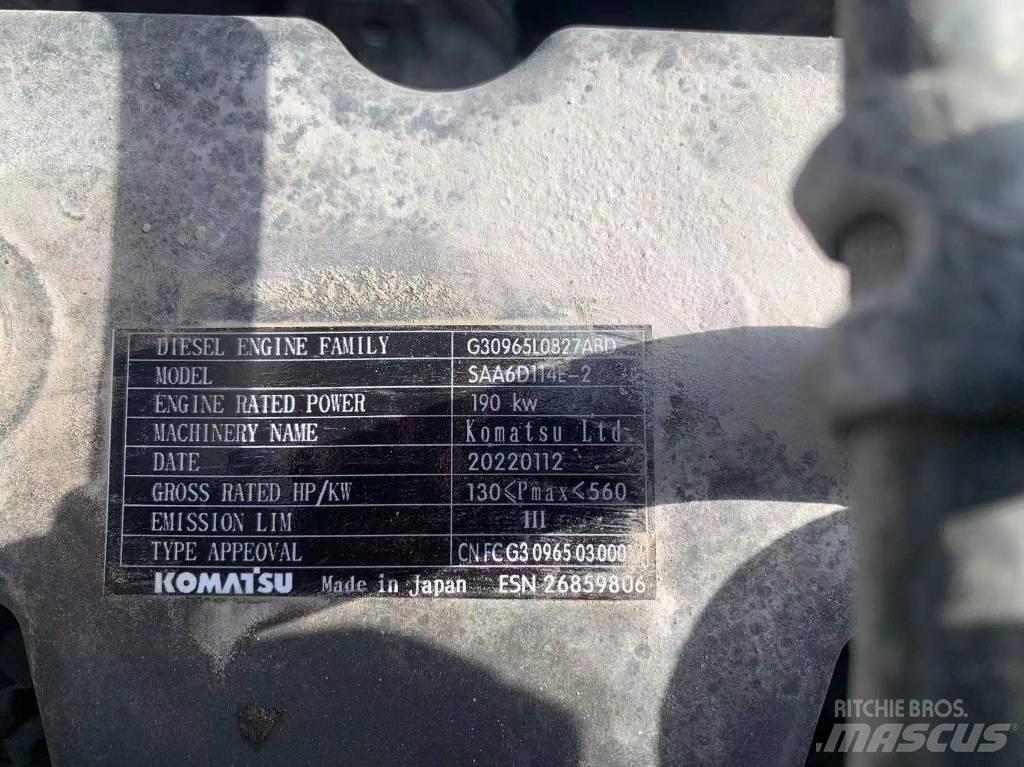 DIESEL ENGINE FAMILY G30965L0827ABD
MODEL SAA6D114E-2
ENGINE RATED POWER 190 kw
MACHINERY NAME Komatsu Ltd.
DATE 20220112
GROSS RATED HP/KW 130≤Pmax≤560
EMISSION LIM III
TYPE APPEOVAL CN FC G3 0965 03 000
KOMATSU Made in Japan ESN 26859806
RITCHIE BROS.
MASCUS